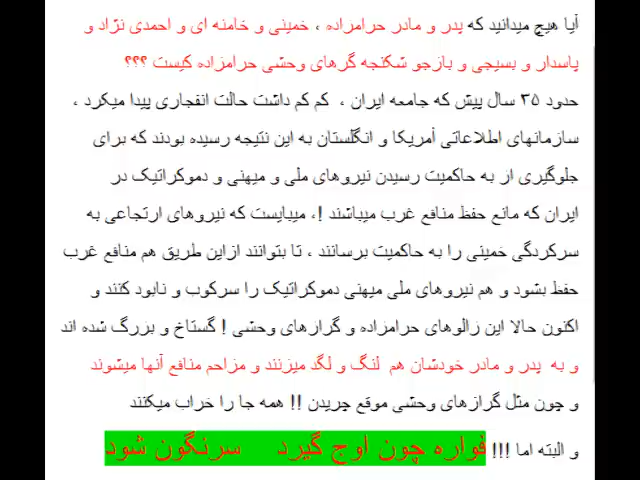 آیا هیچ میدانید که پدر و مادر حرامزاده ، خمینی و خامنه ای و احمدی نژاد و
پاسدار و بسیجی و بازجو شکنجه گرهای وحشی حرامزاده کیست ؟؟؟
حدود ۳۵ سال پیش که جامعه ایران ، کم کم داشت حالت انفجاری پیدا میکرد ،
سازمانهای اطلاعاتی آمریکا و انگلستان به این نتیجه رسیده بودند که برای
جلوگیری از به حاکمیت رسیدن نیروهای ملی و میهنی و دموکراتیک در
ایران که مانع حفظ منافع غرب میباشند !، میبایست که نیروهای ارتجاعی به
سرکردگی خمینی را به حاکمیت برسانند ، تا بتوانند ازاین طریق هم منافع غرب
حفظ بشود و هم نیروهای ملی میهنی دموکراتیک را سرکوب و نابود کنند و
اکنون حالا این زالوهای حرامزاده و گرازهای وحشی ! گستاخ و بزرگ شده اند
و به پدر و مادر خودشان هم لنگ و لگد میزنند و مزاحم منافع آنها میشوند
و چون مثل گرازهای وحشی موقع چریدن !! همه جا را خراب میکنند
و البته اما !!! فواره چون اوج گیرد سرنگون شود